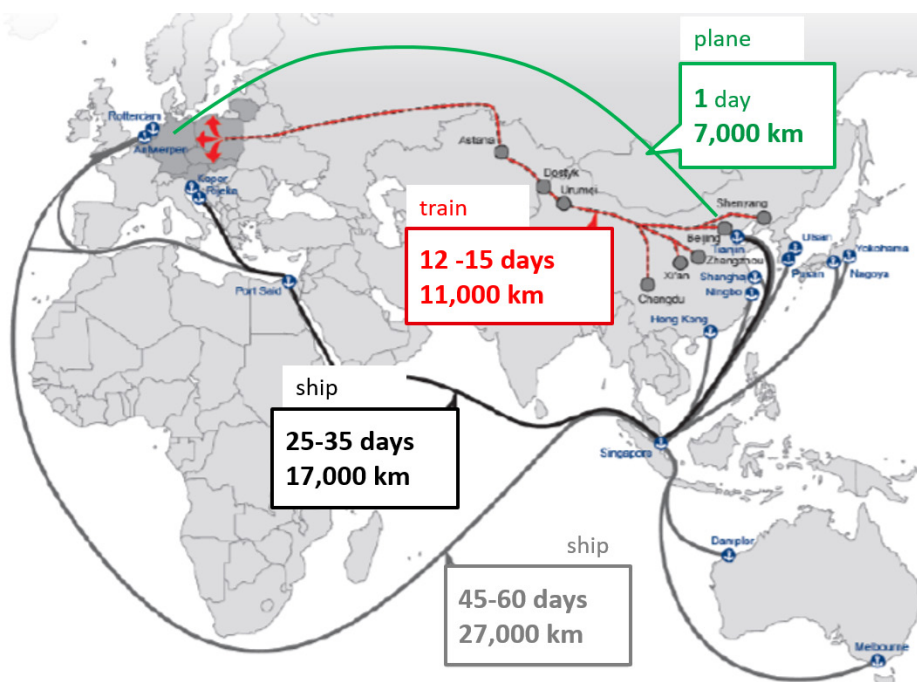 plane
1 day
7,000 km
Rotterdam
Antwerpen
Koper
Rijeka
Astana
Dostyk
Urumqi
Shenyang
train
12 -15 days
11,000 km
Beijing
Tianjin
Zhangzhou
Ulsan
Yokohama
Xi'an
Shanghai
Pusan
Nagoya
Chengdu
Ningbo
Port Said
Hong Kong
ship
25-35 days
17,000 km
Singapore
ship
45-60 days
27,000 km
Dampier
Melbourne